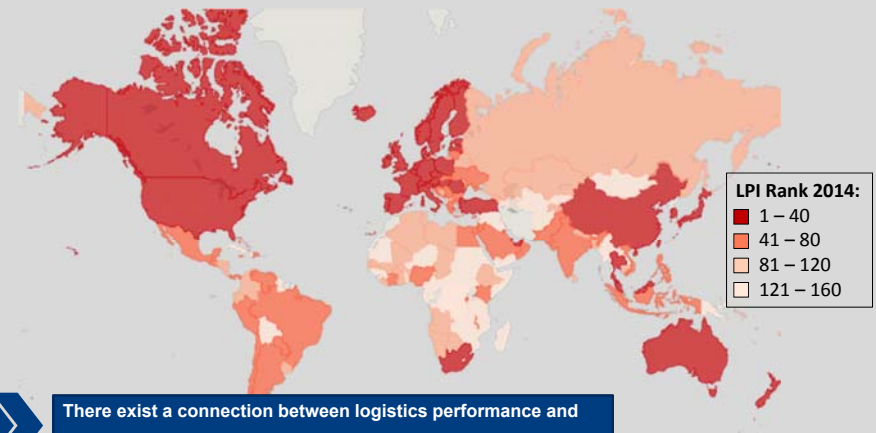 LPI Rank 2014:
1 – 40
41 – 80
81 – 120
121 – 160
There exist a connection between logistics performance and